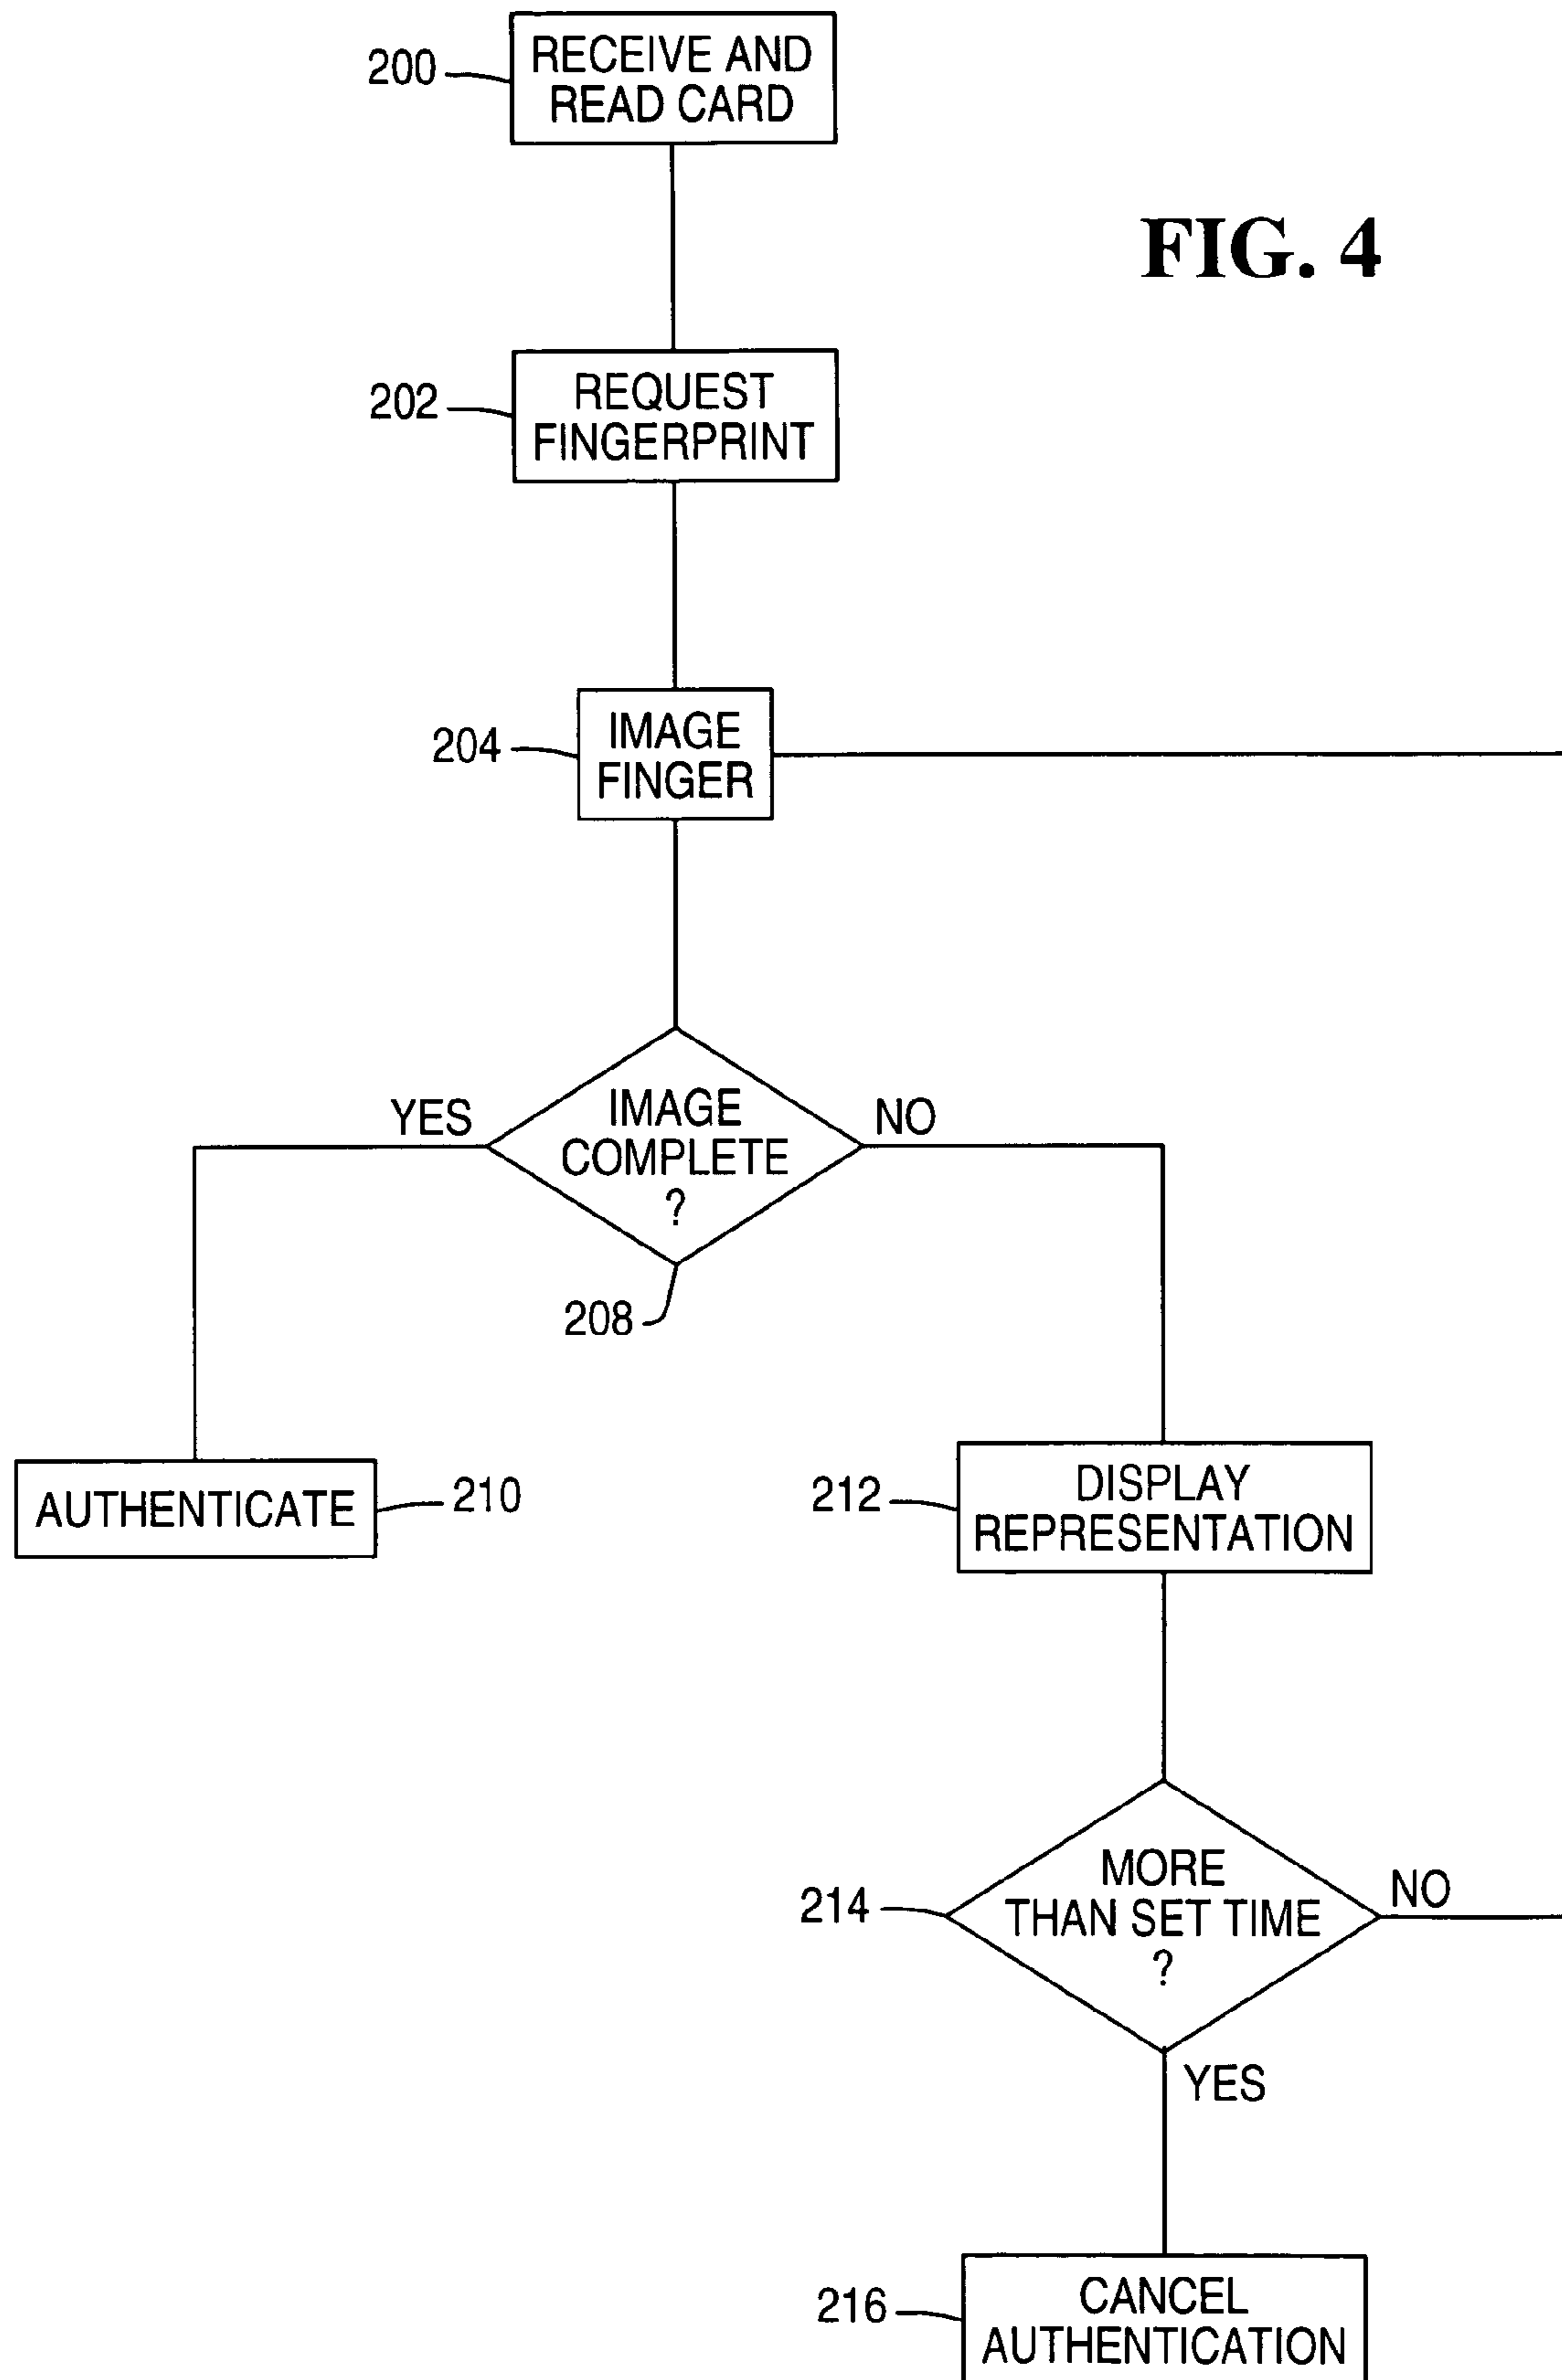 200
RECEIVE AND
READ CARD
FIG. 4
202
REQUEST
FINGERPRINT
204
IMAGE
FINGER
YES
IMAGE
COMPLETE
?
NO
208
AUTHENTICATE
210
212
DISPLAY
REPRESENTATION
214
MORE
THAN SET TIME
?
NO
YES
216
CANCEL
AUTHENTICATION